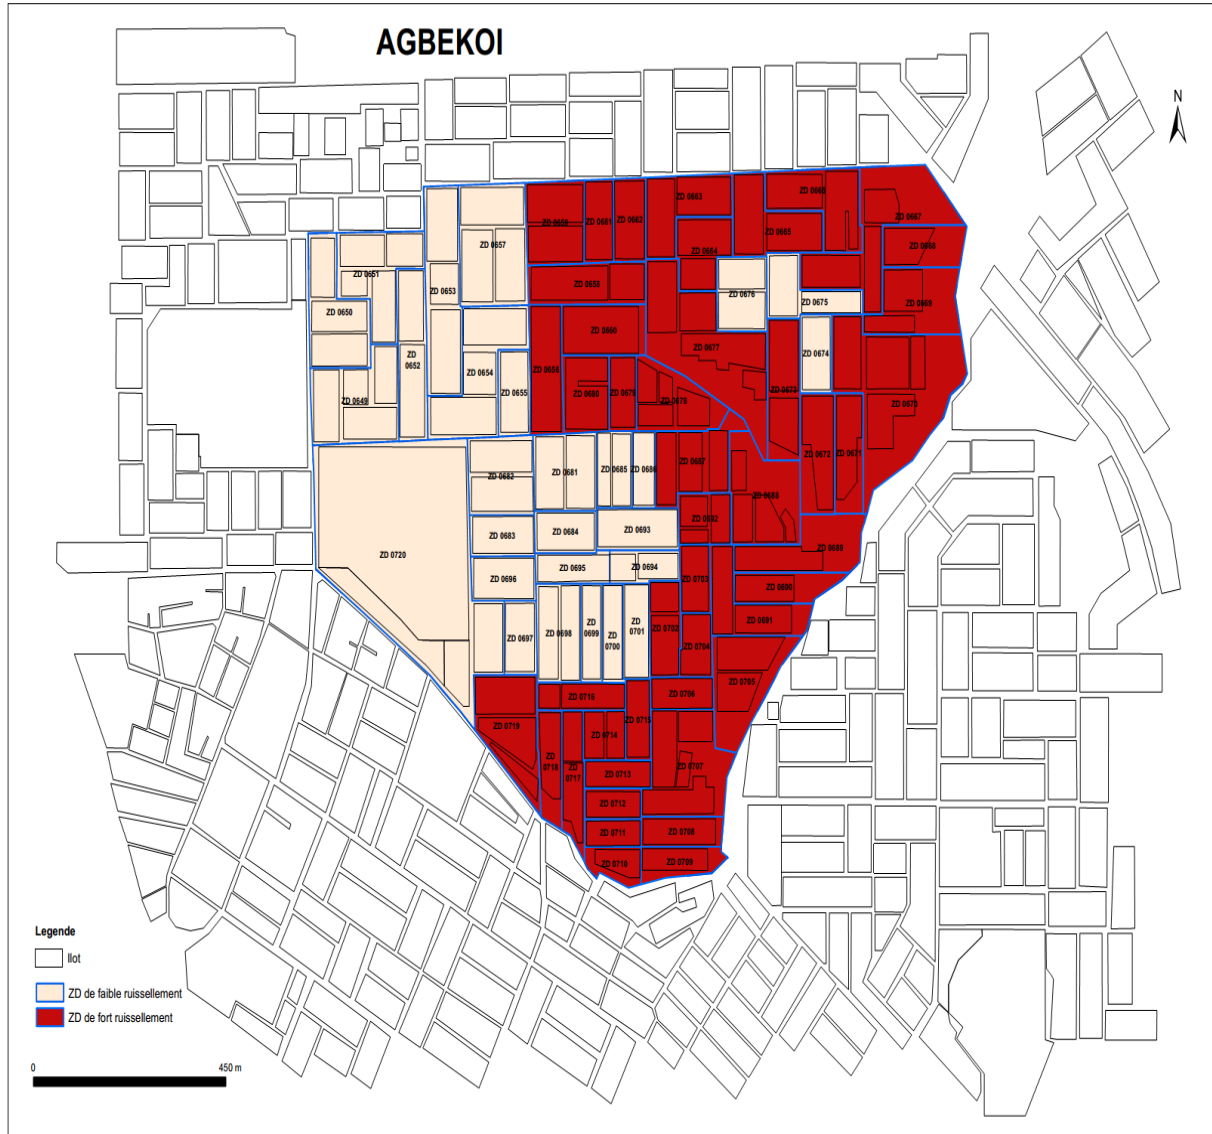 AGBEKOI
N
ZD 0663
ZD 0666
ZD 0661
ZD 0662
ZD 0667
ZD 0665
ZD 0657
ZD 0664
ZD 0651
ZD 0658
ZD 0653
ZD 0676
ZD 0675
ZD 0669
ZD 0650
ZD 0660
ZD 0677
ZD 0674
ZD
0652
ZD 0654
ZD 0656
ZD 0673
ZD 0655
ZD 0680
ZD 0679
ZD 0678
ZD 0649
ZD 0670
ZD 0672
ZD 0671
ZD 0682
ZD 0681
ZD 0685
ZD 0686
ZD 0687
ZD 0688
ZD 0692
ZD 0683
ZD 0684
ZD 0693
ZD 0720
ZD 0689
ZD 0696
ZD 0695
ZD 0694
ZD 0703
ZD 0690
ZD 0697
ZD 0698
ZD
0699
ZD
0700
ZD
0701
ZD 0702
ZD 0704
ZD 0691
ZD 0705
ZD 0716
ZD 0706
ZD 0719
ZD
0718
ZD
0717
ZD 0714
ZD 0715
ZD 0707
ZD 0713
ZD 0712
ZD 0711
ZD 0708
ZD 0710
ZD 0709
Legende
Ilot
ZD de faible ruissellement
ZD de fort ruissellement
0 450 m